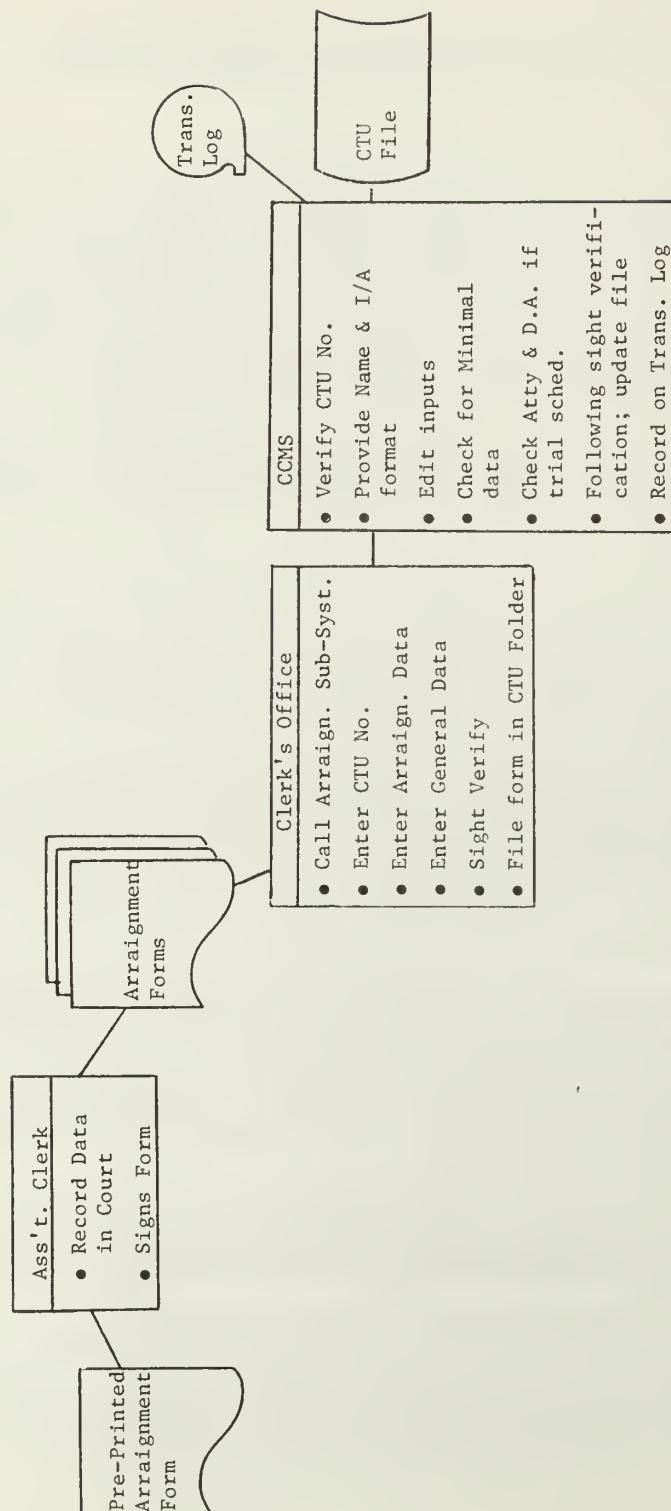 Pre-Printed
Arraignment
Form
Ass't. Clerk
● Record Data
in Court
● Signs Form
Arraignment
Forms
Clerk's Office
● Call Arraign. Sub-Syst.
● Enter CTU No.
● Enter Arraign. Data
● Enter General Data
● Sight Verify
● File form in CTU Folder
CCMS
● Verify CTU No.
● Provide Name & I/A
format
● Edit inputs
● Check for Minimal
data
● Check Atty & D.A. if
trial sched.
● Following sight verifi-
cation; update file
● Record on Trans. Log
Trans.
Log
CTU
File